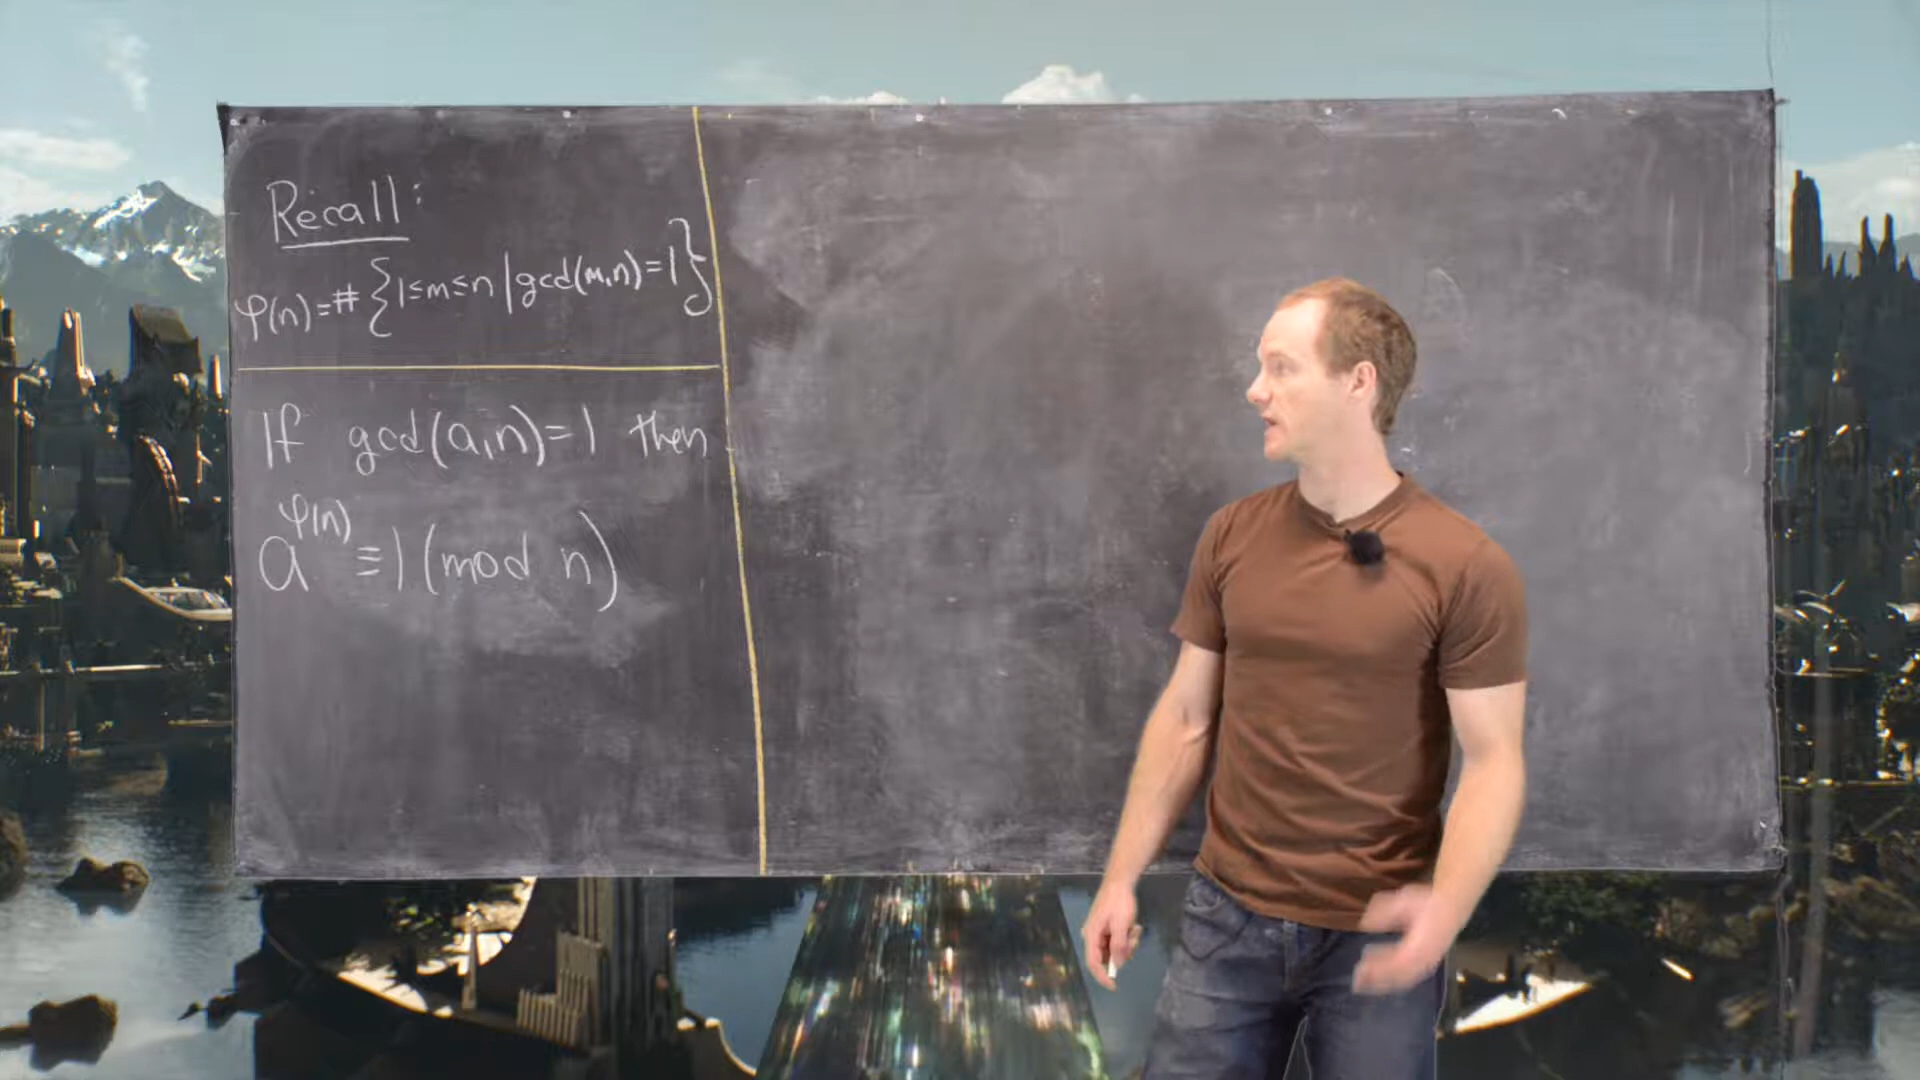 Recall:
φ(n)=#{1≤m≤n|gcd(m,n)=1}
If gcd(a,n)=1 then
a^φ(n) ≡1(mod n)